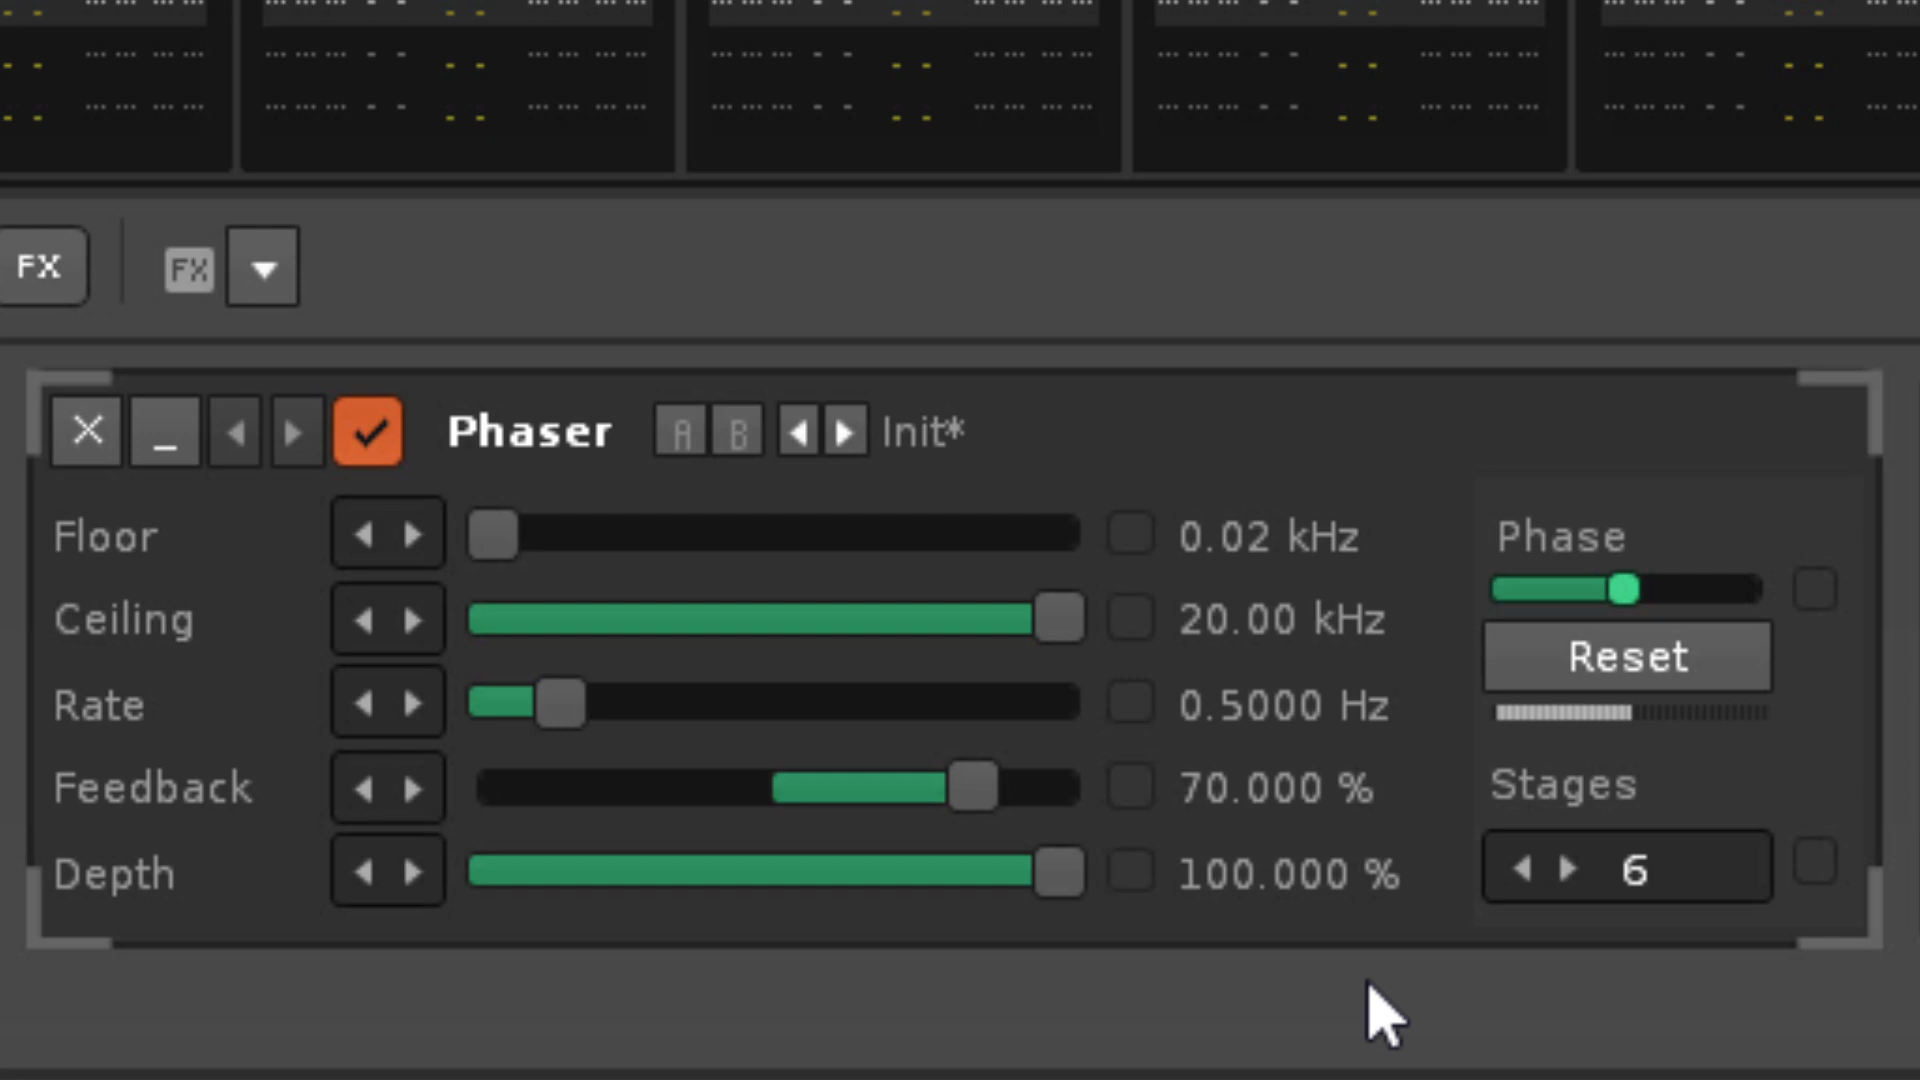 FX FX
Phaser A B Init*
Floor 0.02 kHz
Ceiling 20.00 kHz
Rate 0.5000 Hz
Feedback 70.000 %
Depth 100.000 %
Phase
Reset
Stages
6